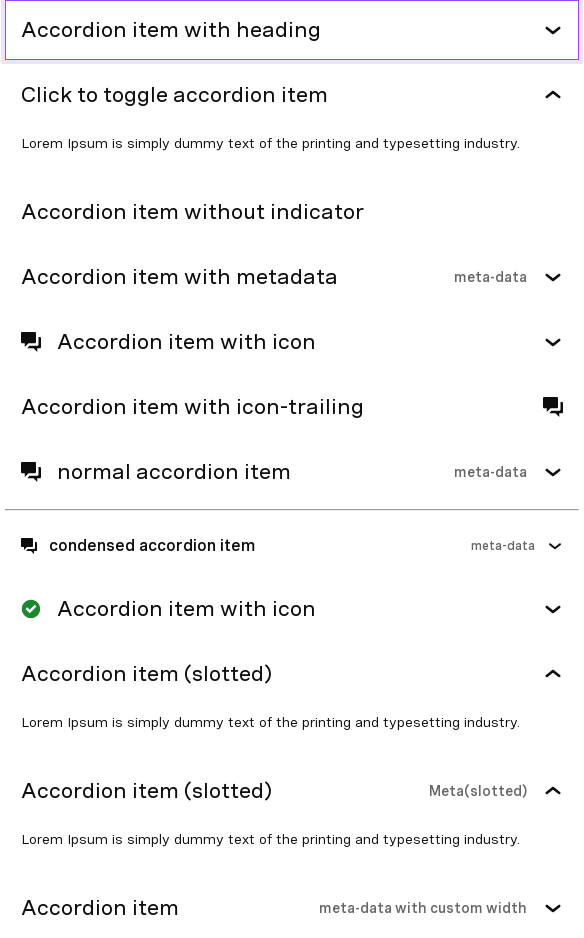 Accordion item with heading
Click to toggle accordion item
Lorem Ipsum is simply dummy text of the printing and typesetting industry.
Accordion item without indicator
Accordion item with metadata meta-data
Accordion item with icon
Accordion item with icon-trailing
normal accordion item meta-data
condensed accordion item meta-data
Accordion item with icon
Accordion item (slotted)
Lorem Ipsum is simply dummy text of the printing and typesetting industry.
Accordion item (slotted) Meta(slotted)
Lorem Ipsum is simply dummy text of the printing and typesetting industry.
Accordion item meta-data with custom width